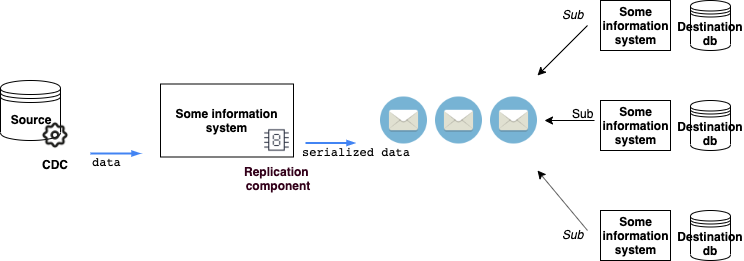 Source
CDC
data
Some information
system
8
Replication
component
serialized data
Sub
Some
information
system
Destination
db
Sub
Some
information
system
Destination
db
Sub
Some
information
system
Destination
db